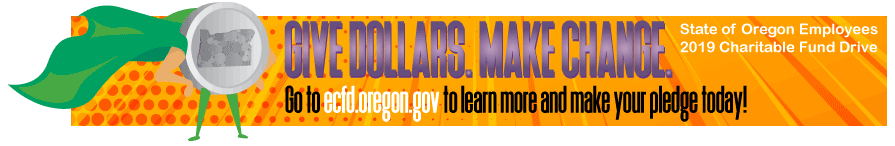 GIVE DOLLARS. MAKE CHANGE.
Go to ecfd.oregon.gov to learn more and make your pledge today!
State of Oregon Employees
2019 Charitable Fund Drive